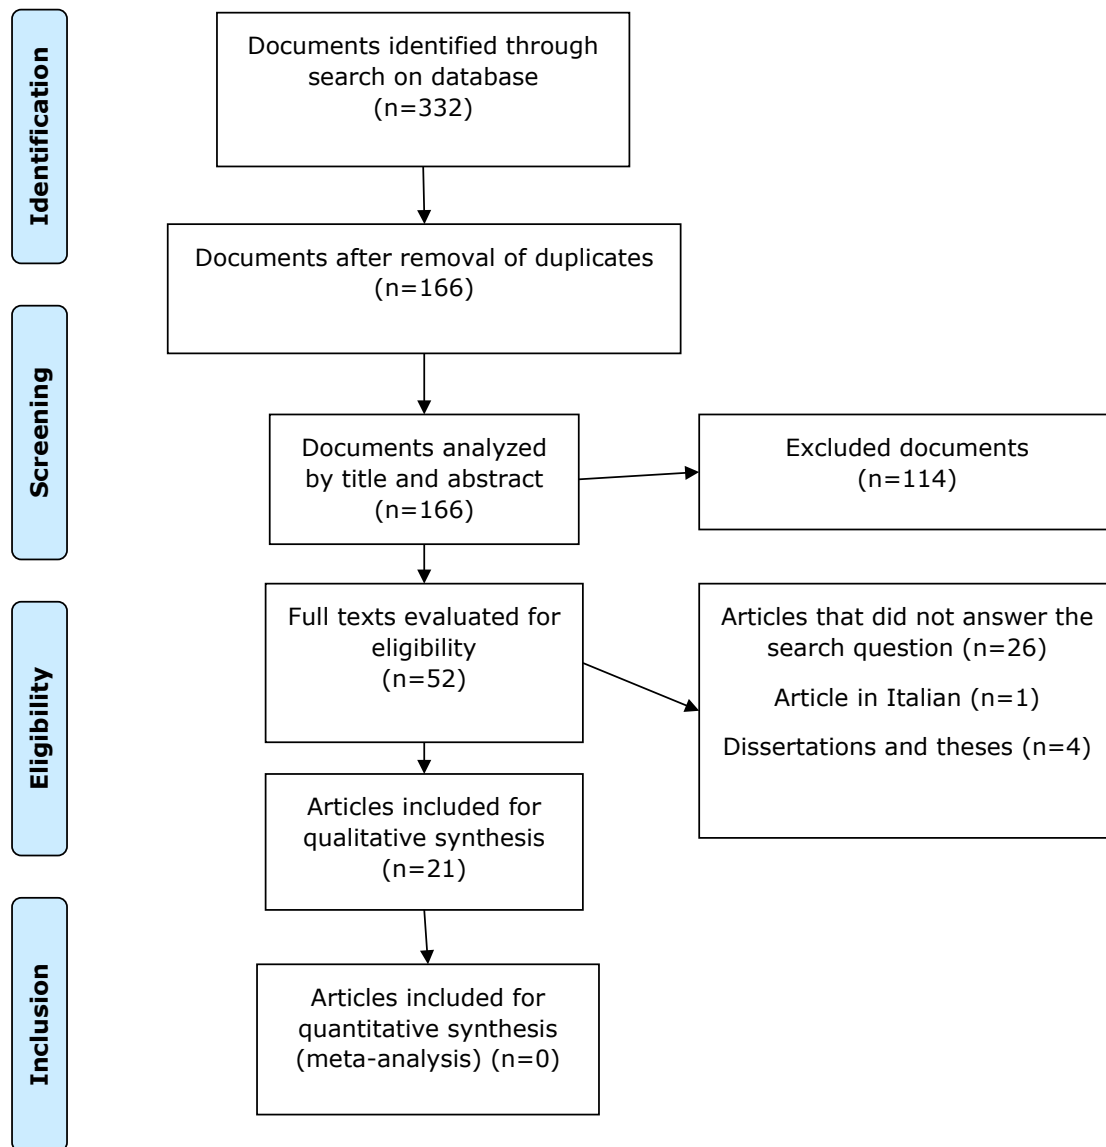 Identification
Documents identified through
search on database
(n=332)
Documents after removal of duplicates
(n=166)
Screening
Documents analyzed
by title and abstract
(n=166)
Excluded documents
(n=114)
Eligibility
Full texts evaluated for
eligibility
(n=52)
Articles that did not answer the
search question (n=26)
Article in Italian (n=1)
Dissertations and theses (n=4)
Articles included for
qualitative synthesis
(n=21)
Inclusion
Articles included for
quantitative synthesis
(meta-analysis) (n=0)